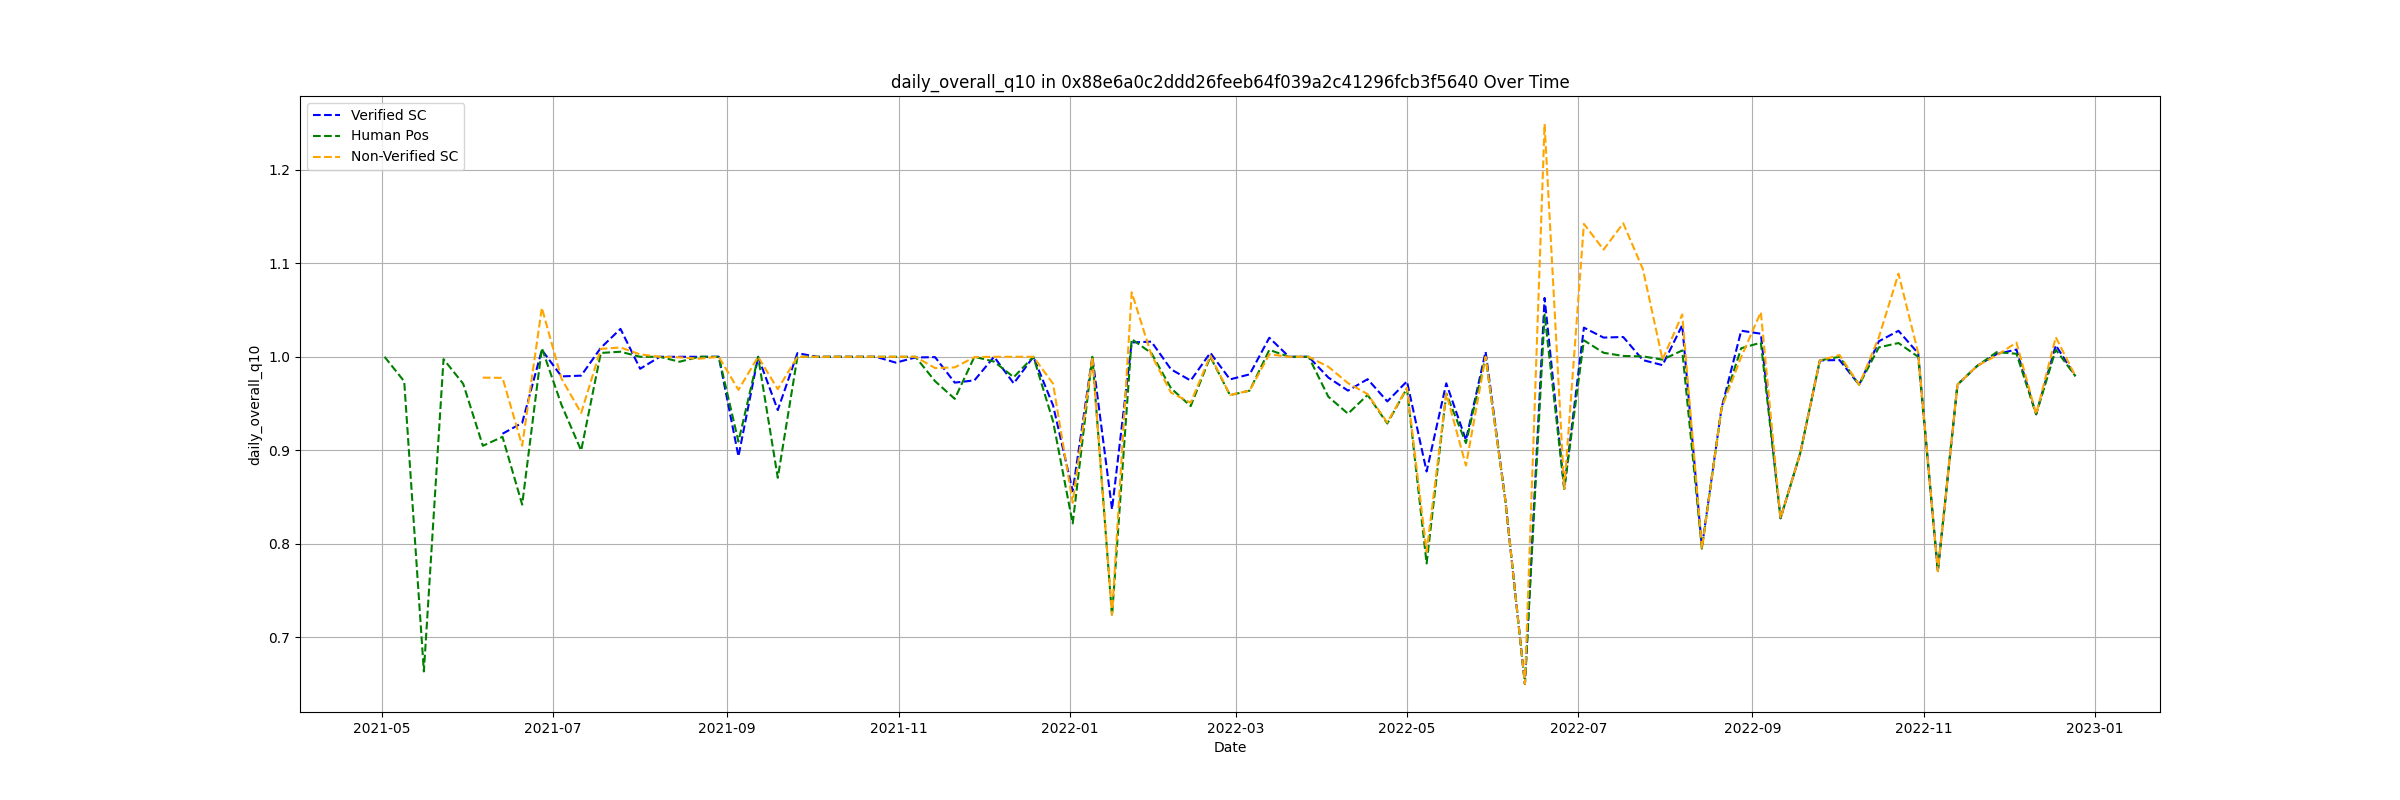 daily_overall_q10 in 0x88e6a0c2ddd26feeb64f039a2c41296fcb3f5640 Over Time
Verified SC
Human Pos
Non-Verified SC
daily_overall_q10
1.2
1.1
1.0
0.9
0.8
0.7
2021-05
2021-07
2021-09
2021-11
2022-01
2022-03
2022-05
2022-07
2022-09
2022-11
2023-01
Date